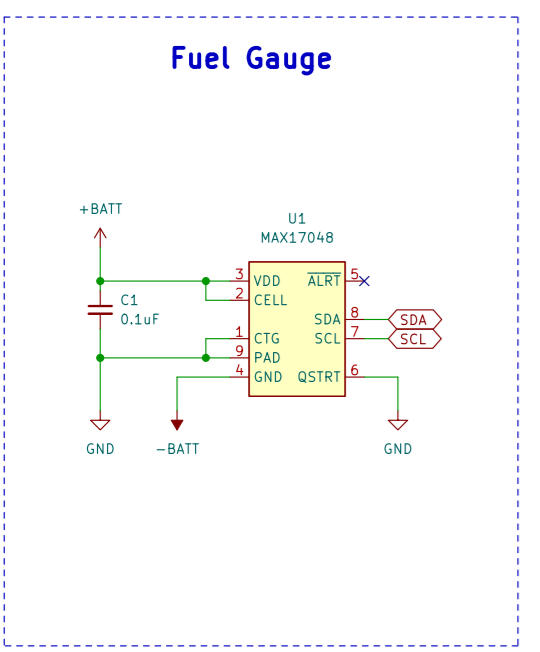 Fuel Gauge
+BATT
U1
MAX17048
3 VDD ALRT 5
2 CELL
C1
0.1uF
SDA 8 SDA
1 CTG SCL 7 SCL
9 PAD
4 GND QSTRT 6
GND -BATT GND